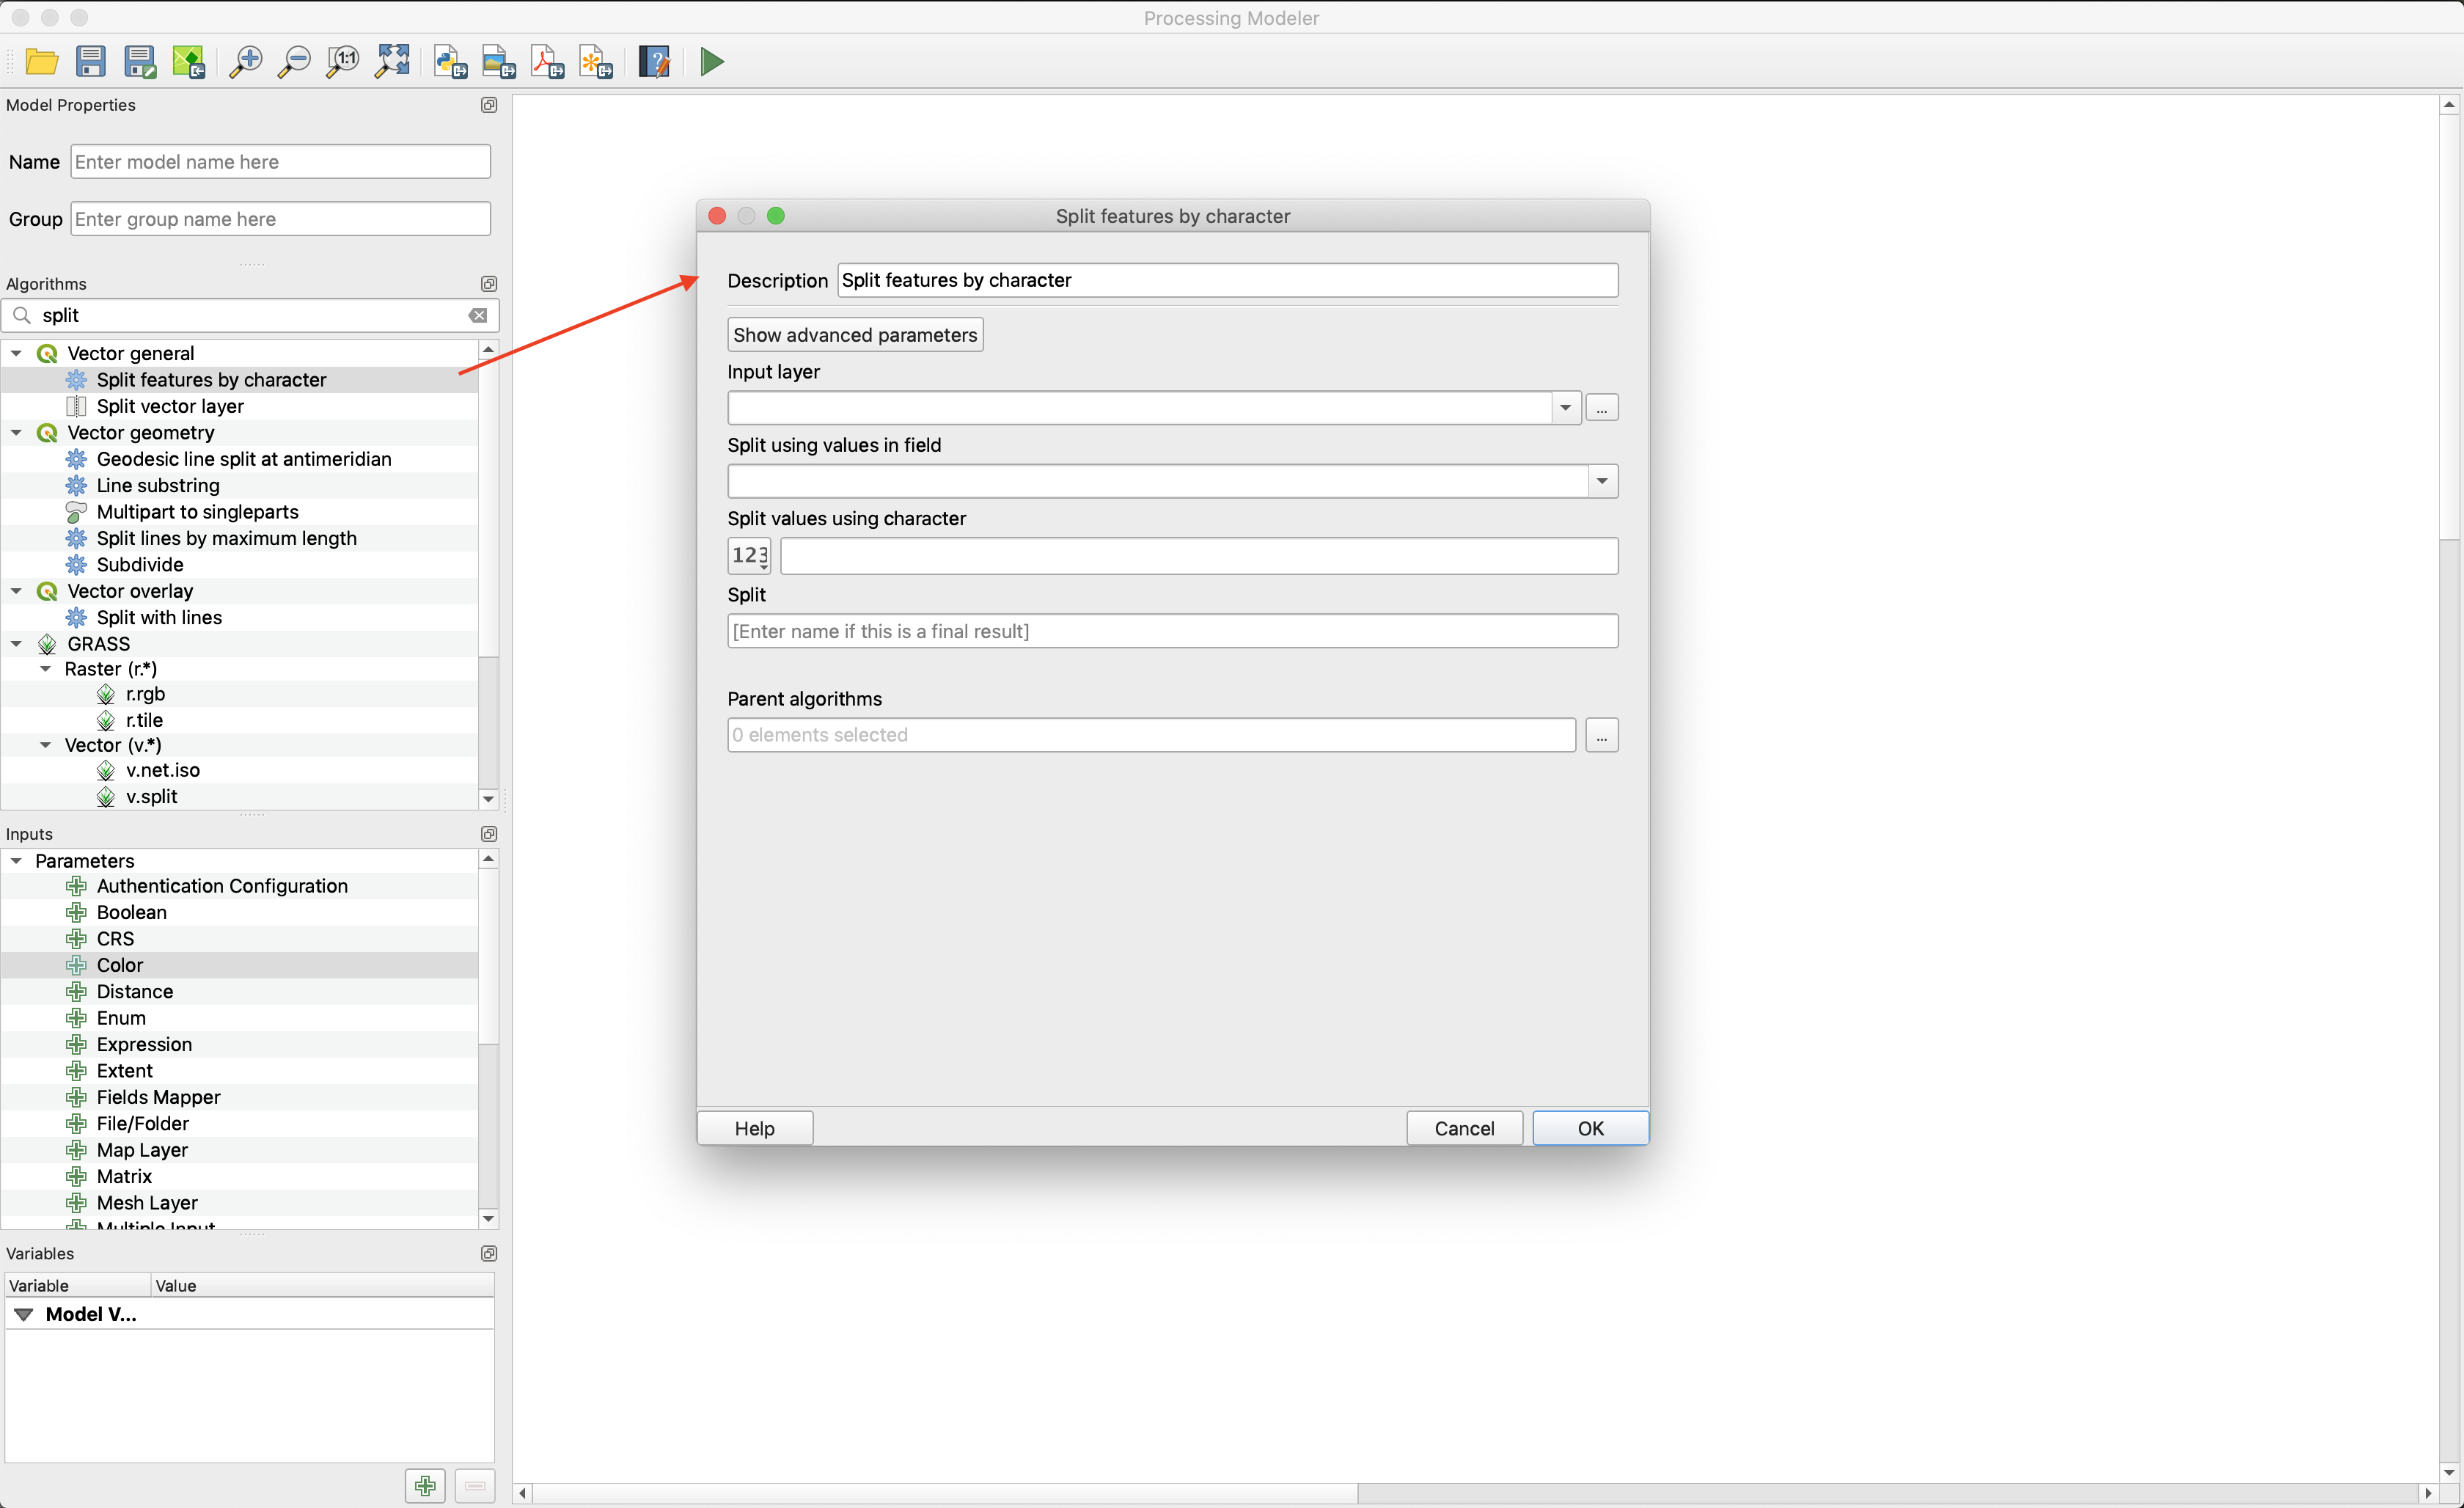 Processing Modeler
1:1
Model Properties
Name Enter model name here
Group Enter group name here
Algorithms
split
Vector general
Split features by character
Split vector layer
Vector geometry
Geodesic line split at antimeridian
Line substring
Multipart to singleparts
Split lines by maximum length
Subdivide
Vector overlay
Split with lines
GRASS
Raster (r.*)
r.rgb
r.tile
Vector (v.*)
v.net.iso
v.split
Inputs
Parameters
Authentication Configuration
Boolean
CRS
Color
Distance
Enum
Expression
Extent
Fields Mapper
File/Folder
Map Layer
Matrix
Mesh Layer
Multiple Input
Variables
Variable Value
Model V...
Split features by character
Description Split features by character
Show advanced parameters
Input layer
...
Split using values in field
Split values using character
123
Split
[Enter name if this is a final result]
Parent algorithms
0 elements selected ...
Help Cancel OK